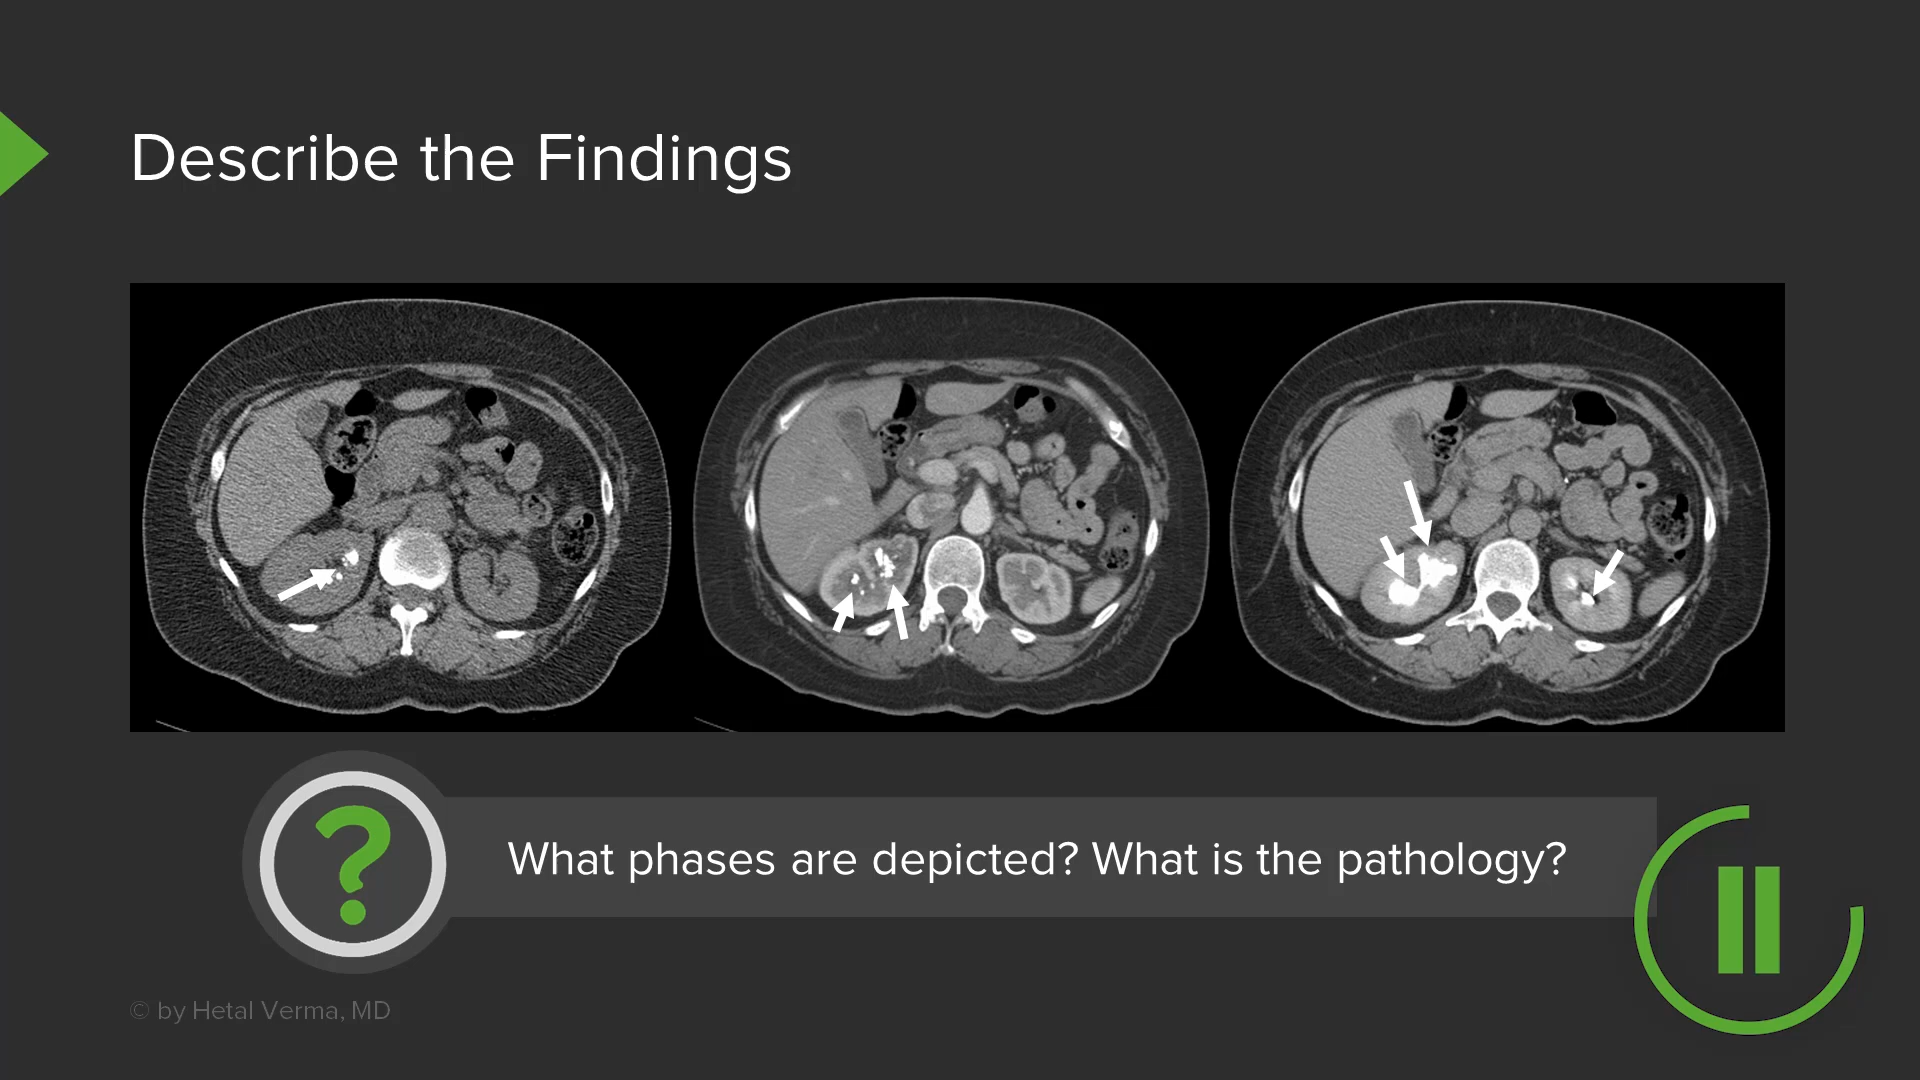 Describe the Findings
What phases are depicted? What is the pathology?
© by Hetal Verma, MD